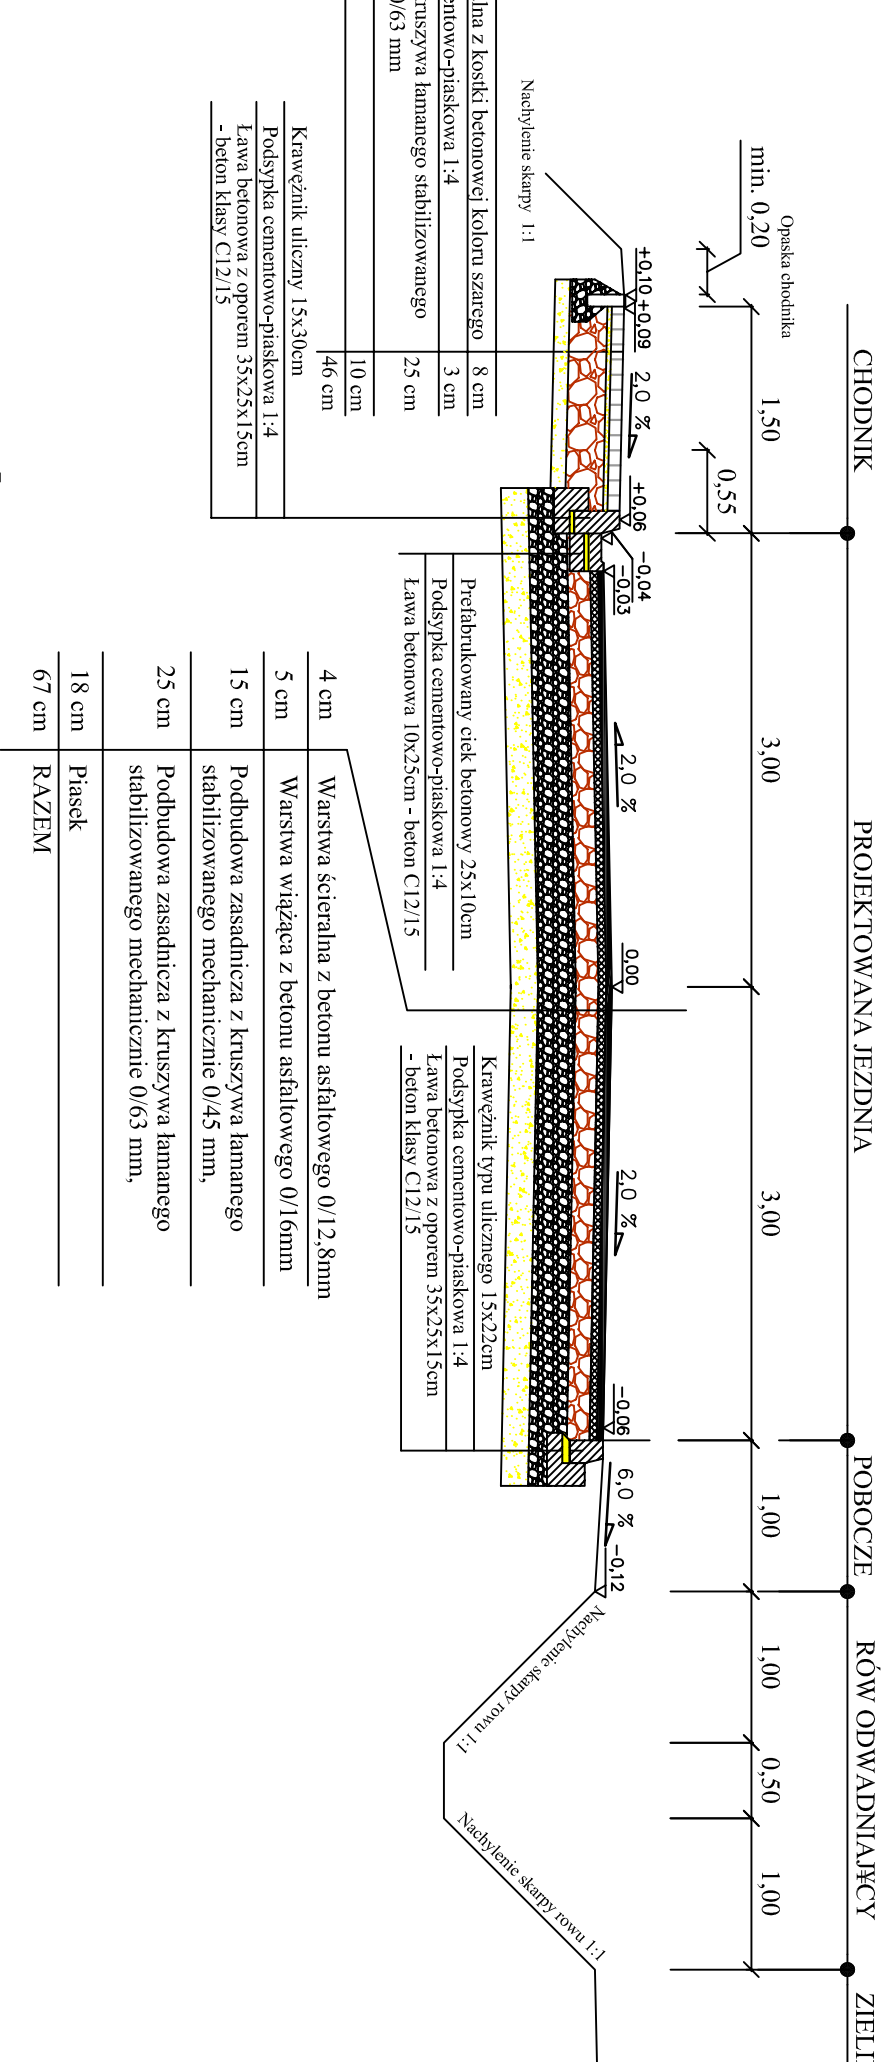 CHODNIK
PROJEKTOWANA JEZDNIA
POBOCZE
RÓW ODWADNIAJ¥CY
Opaska chodnika
min. 0,20
1,50
0,55
3,00
3,00
1,00
1,00
0,50
1,00
+0,10
+0,09
2,0 %
+0,06
-0,04
-0,03
2,0 %
0,00
2,0 %
-0,06
6,0 %
-0,12
Nachylenie skarpy 1:1
Nachylenie skarpy rowu 1:1
Nachylenie skarpy rowu 1:1
z kostki betonowej koloru szarego
8 cm
1:4
3 cm
łamanego stabilizowanego
0/63 mm
25 cm
10 cm
46 cm
Krawężnik uliczny 15x30cm
Podsypka cementowo-piaskowa 1:4
Ława betonowa z oporem 35x25x15cm
- beton klasy C12/15
Prefabrukowany ciek betonowy 25x10cm
Podsypka cementowo-piaskowa 1:4
Ława betonowa 10x25cm - beton C12/15
Krawężnik typu ulicznego 15x22cm
Podsypka cementowo-piaskowa 1:4
Ława betonowa z oporem 35x25x15cm
- beton klasy C12/15
4 cm Warstwa ścieralna z betonu asfaltowego 0/12,8mm
5 cm Warstwa wiążąca z betonu asfaltowego 0/16mm
15 cm Podbudowa zasadnicza z kruszywa łamanego
stabilizowanego mechanicznie 0/45 mm,
25 cm Podbudowa zasadnicza z kruszywa łamanego
stabilizowanego mechanicznie 0/63 mm,
18 cm Piasek
67 cm RAZEM